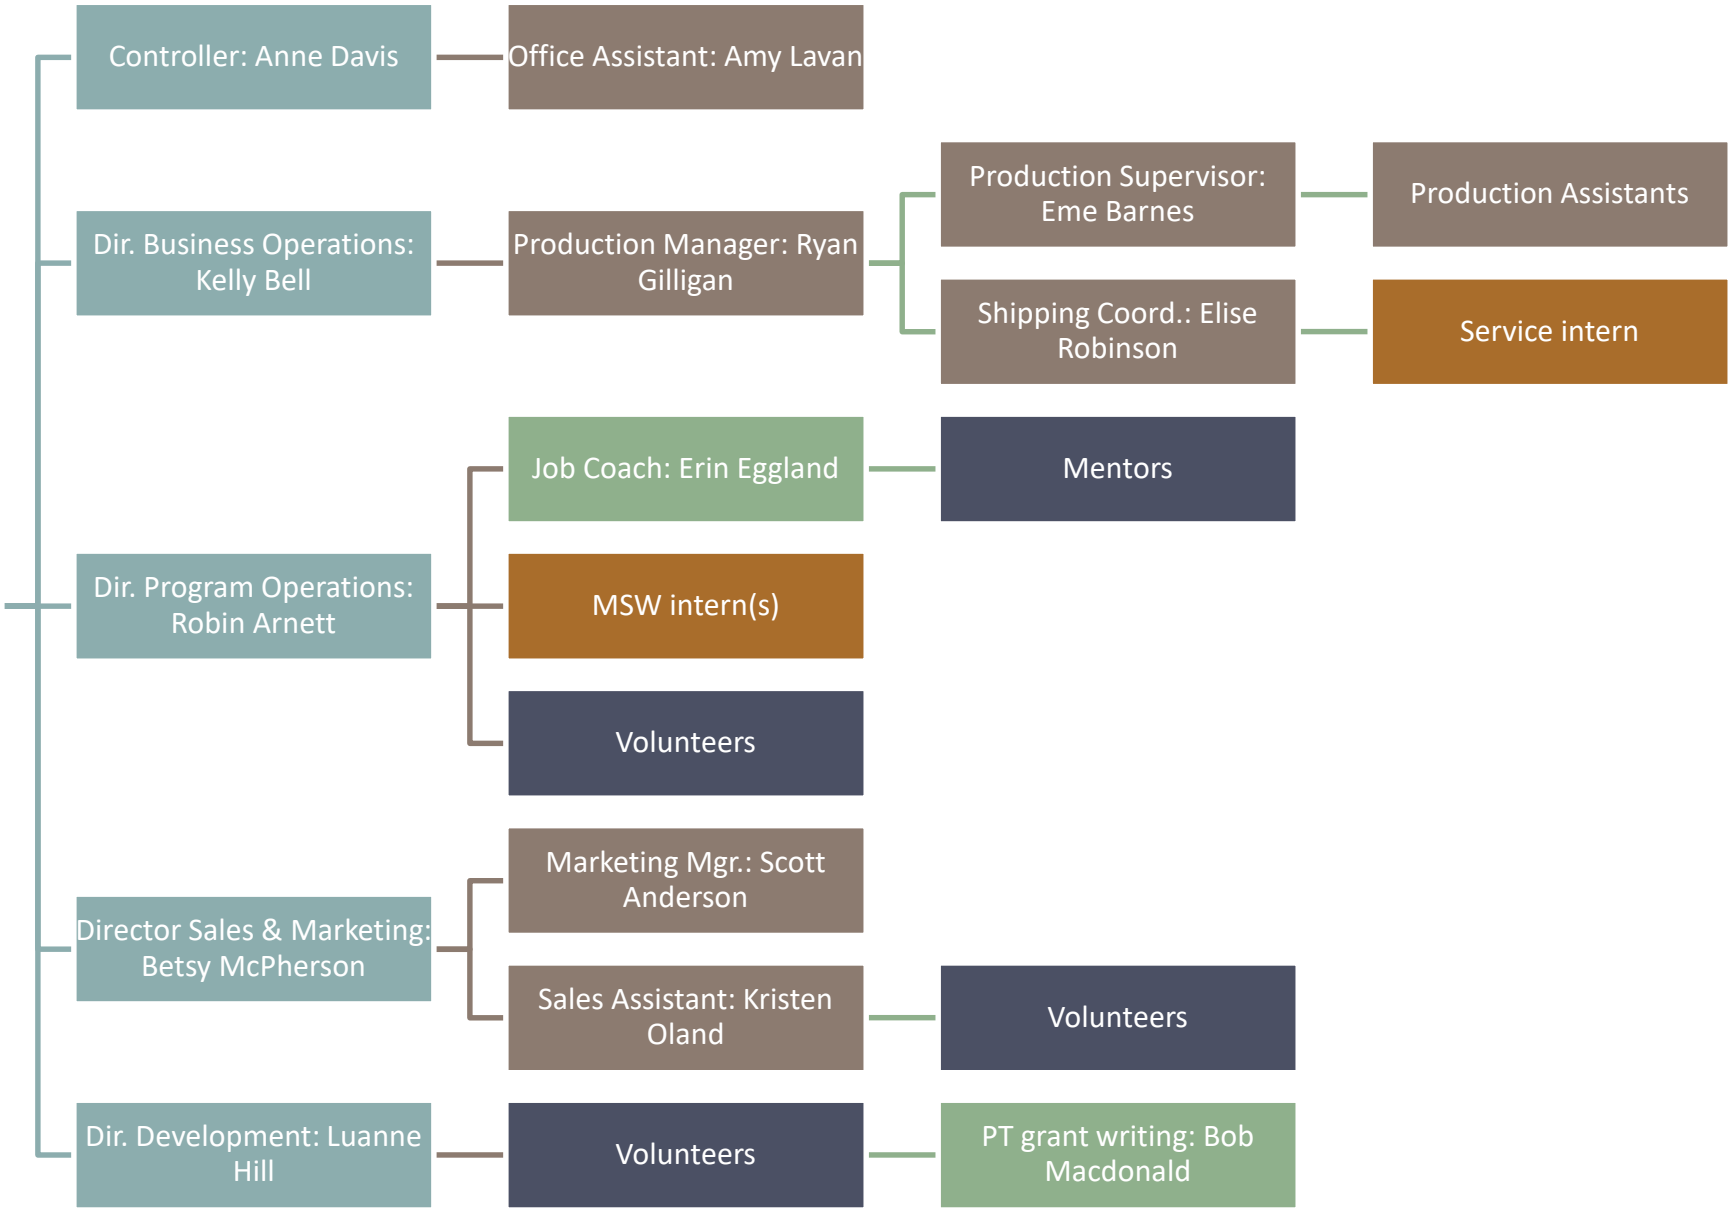 Controller: Anne Davis
Office Assistant: Amy Lavan
Production Supervisor:
Eme Barnes
Production Assistants
Dir. Business Operations:
Kelly Bell
Production Manager: Ryan
Gilligan
Shipping Coord.: Elise
Robinson
Service intern
Job Coach: Erin Eggland
Mentors
Dir. Program Operations:
Robin Arnett
MSW intern(s)
Volunteers
Marketing Mgr.: Scott
Anderson
Director Sales & Marketing:
Betsy McPherson
Sales Assistant: Kristen
Oland
Volunteers
Dir. Development: Luanne
Hill
Volunteers
PT grant writing: Bob
Macdonald